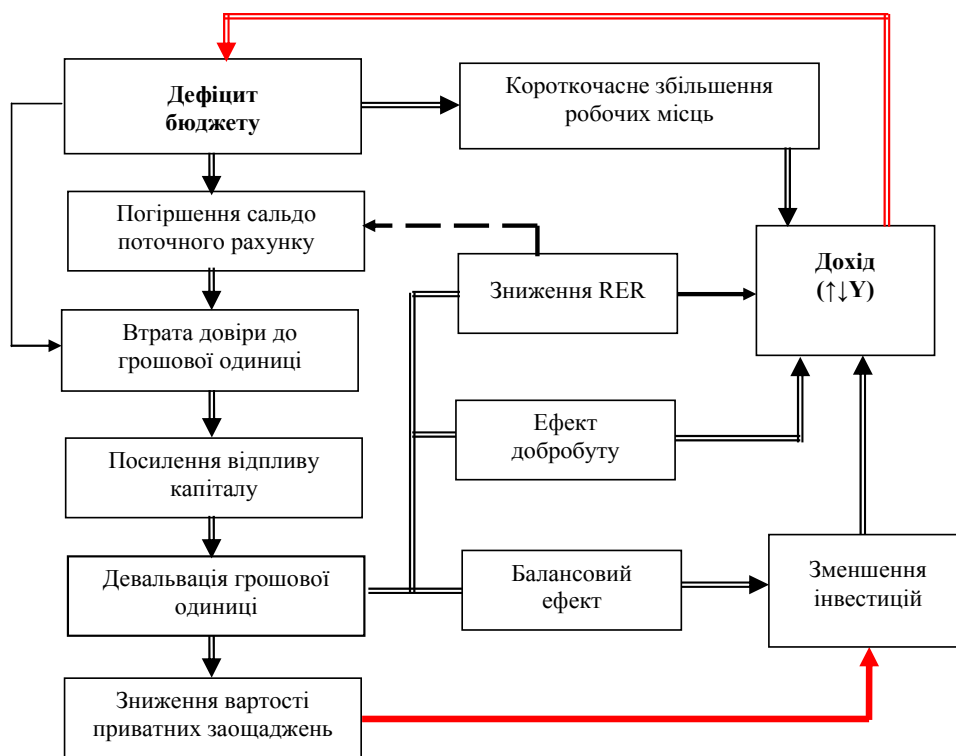 Дефіцит
бюджету
Короткочасне збільшення
робочих місць
Погіршення сальдо
поточного рахунку
Дохід
(↑↓Y)
Зниження RER
Втрата довіри до
грошової одиниці
Ефект
добробуту
Посилення відпливу
капіталу
Девальвація грошової
одиниці
Балансовий
ефект
Зменшення
інвестицій
Зниження вартості
приватних заощаджень